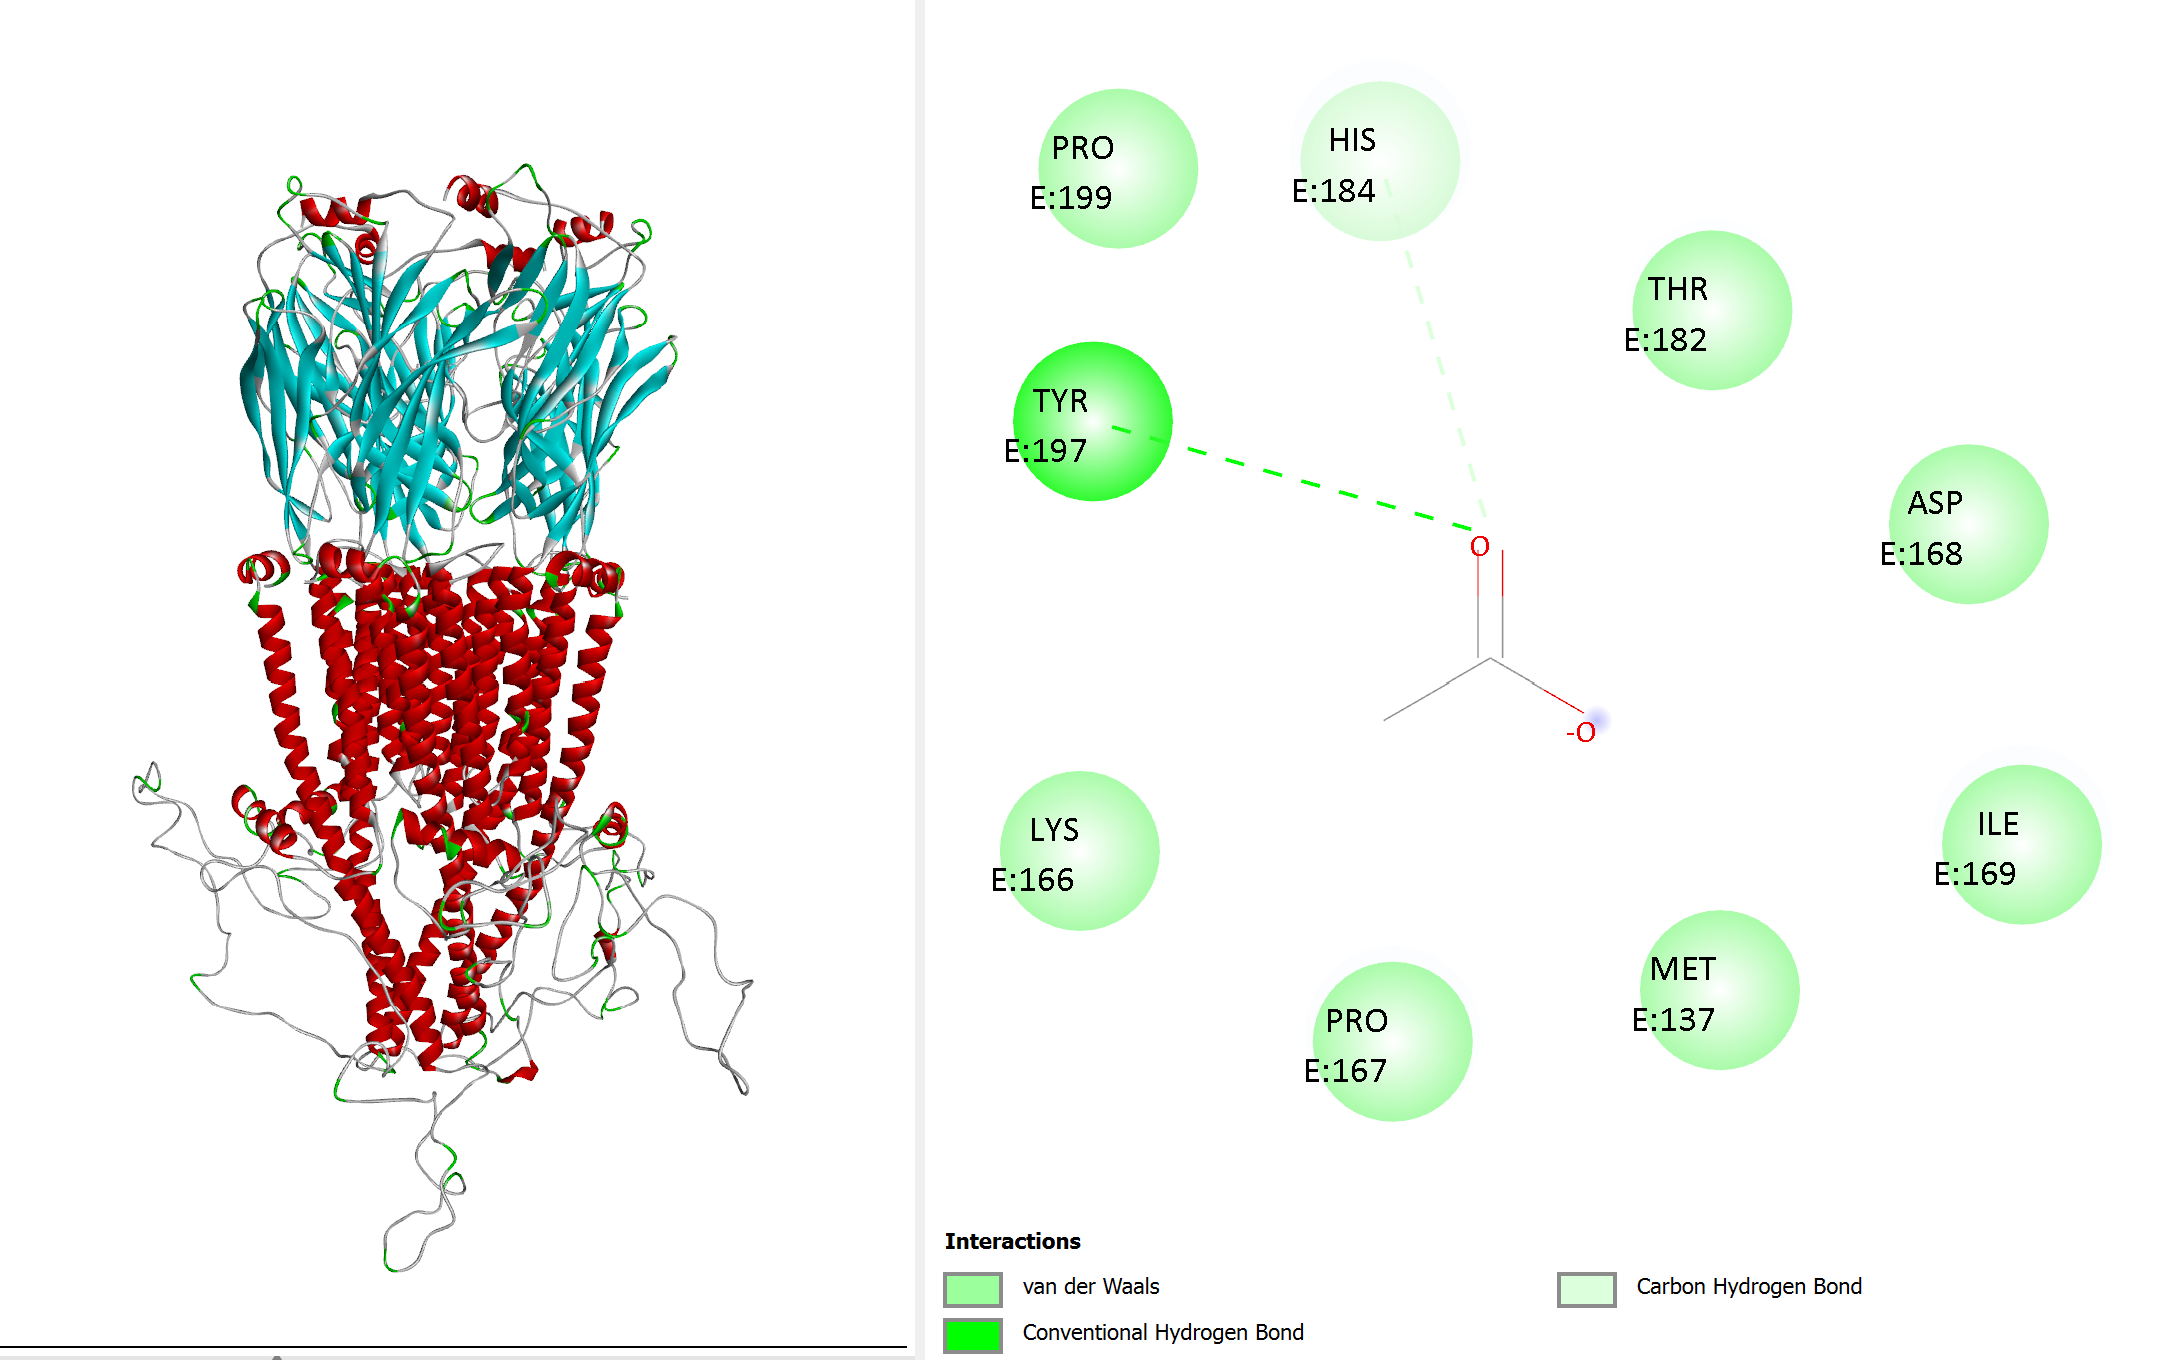 PRO
E:199
HIS
E:184
THR
E:182
TYR
E:197
ASP
E:168
O
-O
LYS
E:166
ILE
E:169
MET
E:137
PRO
E:167
Interactions
van der Waals
Conventional Hydrogen Bond
Carbon Hydrogen Bond